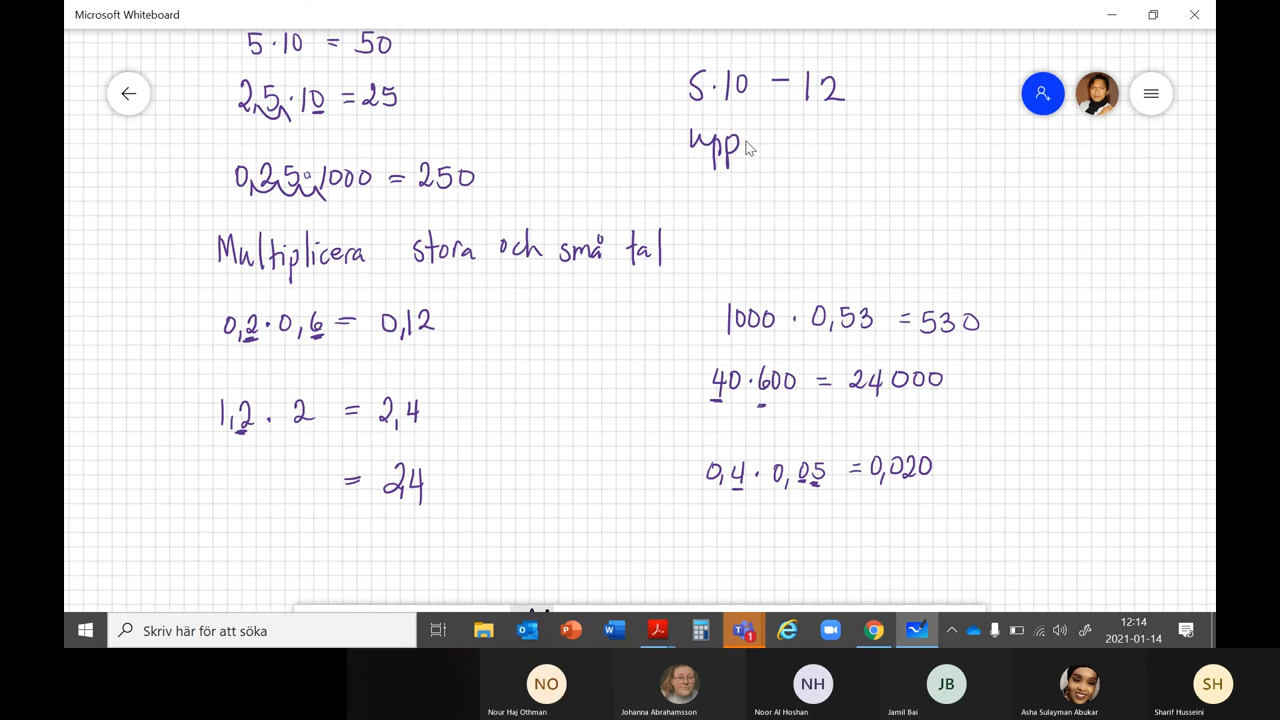 Microsoft Whiteboard
5·10 = 50
2,5·10 = 25
0,25·1000 = 250
5·10 - 12
upp
Multiplicera stora och små tal
0,2·0,6 = 0,12
1,2 · 2 = 2,4
= 2,4
1000 · 0,53 = 530
40·600 = 24 000
0,4 · 0,05 = 0,020
Skriv här för att söka
1
12:14
2021-01-14
NO
NH
JB
SH
Nour Haj Othman
Johanna Abrahamsson
Noor Al Hoshan
Jamil Bai
Asha Sulayman Abukar
Sharif Husseini